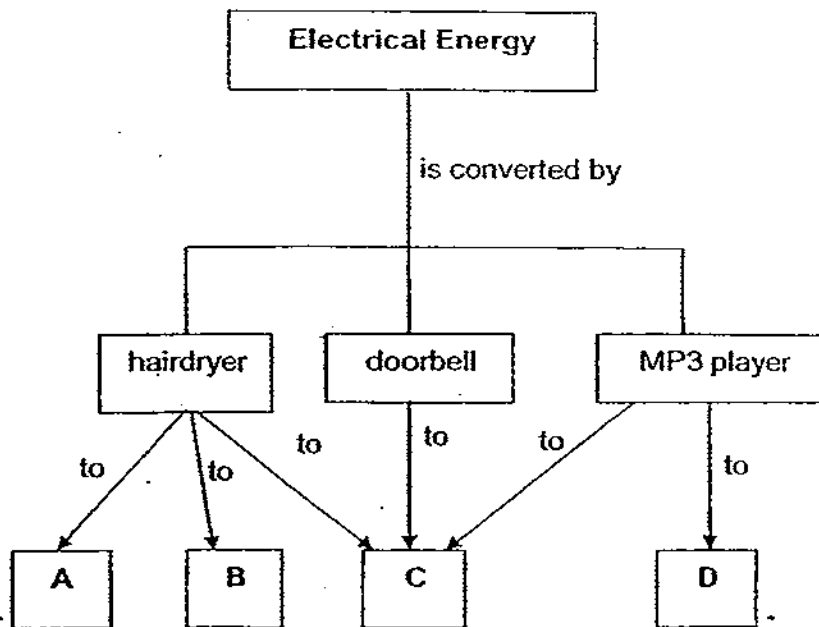 Electrical Energy
is converted by
hairdryer
doorbell
MP3 player
to
to
to
to
to
to
A
B
C
D